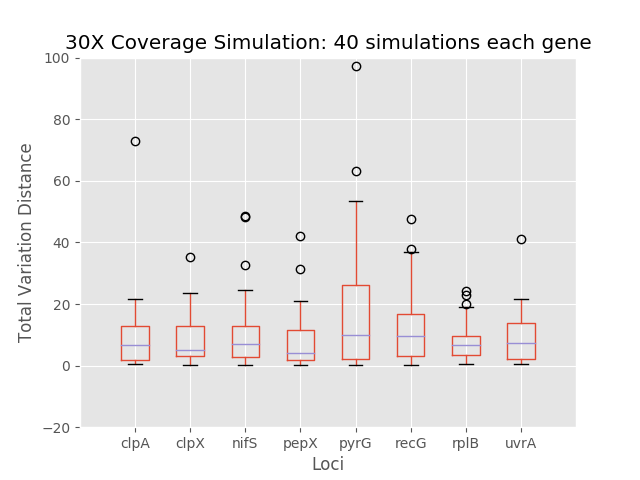 30X Coverage Simulation: 40 simulations each gene
100
80
60
40
20
0
−20
Total Variation Distance
clpA clpX nifS pepX pyrG recG rplB uvrA
Loci